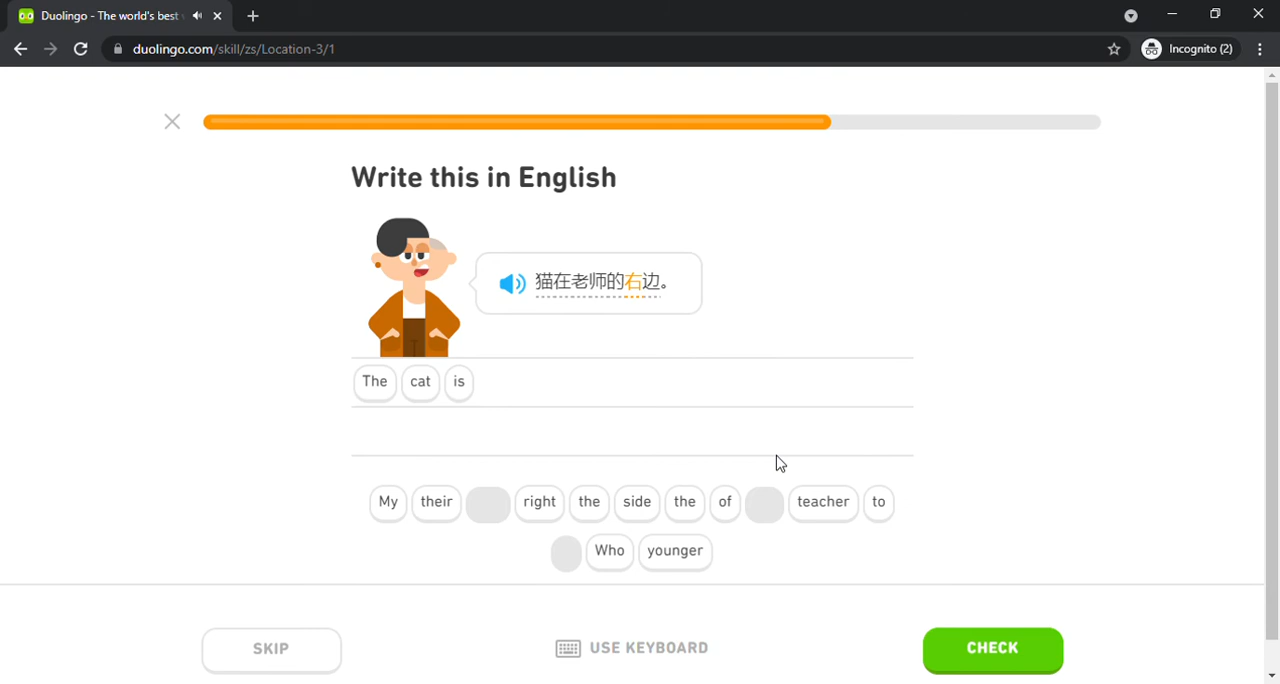 Duolingo - The world's best
duolingo.com/skill/zs/Location-3/1
Incognito (2)
Write this in English
猫在老师的右边。
The cat is
My their right the side the of teacher to
Who younger
SKIP
USE KEYBOARD
CHECK